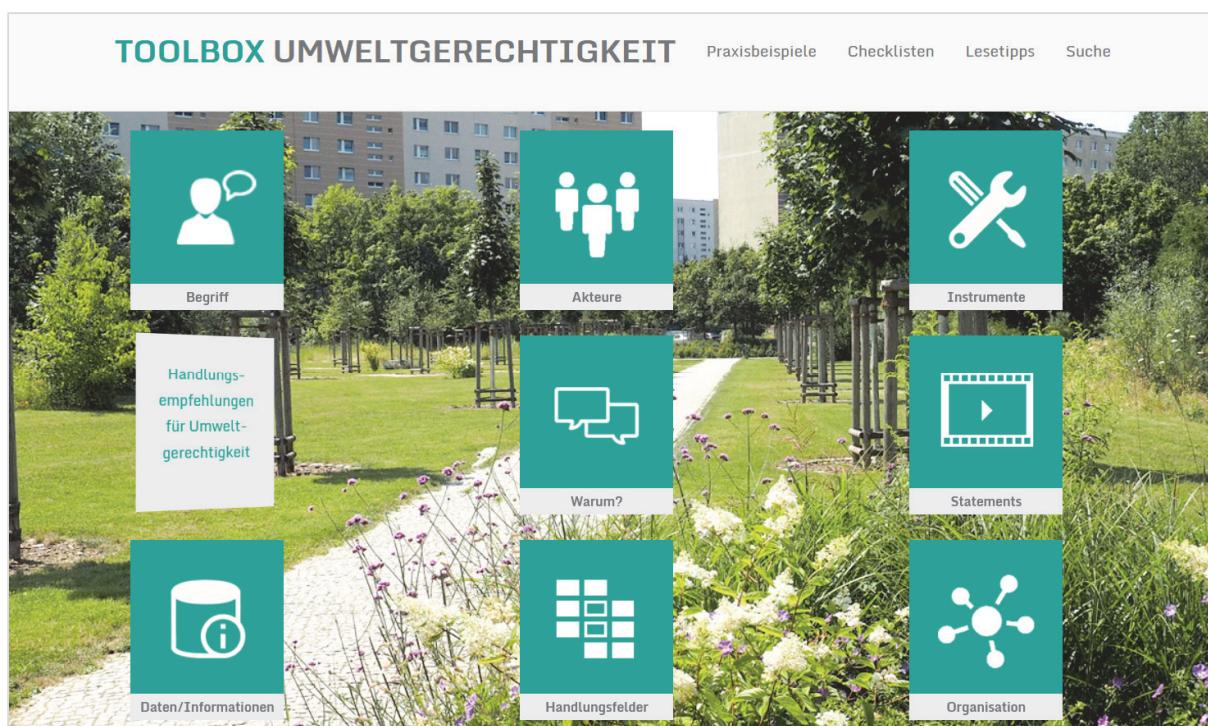 TOOLBOX UMWELTGERECHTIGKEIT
Praxisbeispiele Checklisten Lesetipps Suche
Begriff
Akteure
Instrumente
Handlungs-
empfehlungen
für Umwelt-
gerechtigkeit
Warum?
Statements
Daten/Informationen
Handlungsfelder
Organisation